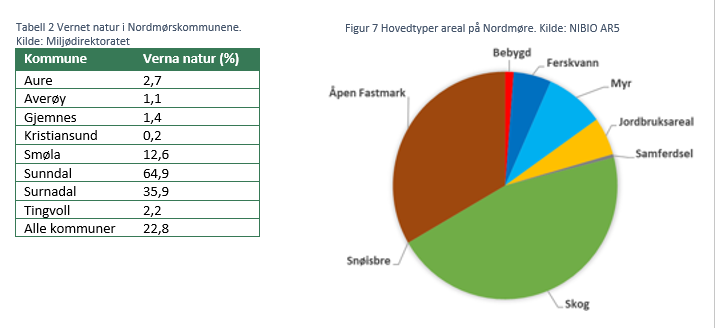 Tabell 2 Vernet natur i Nordmørskommunene.
Kilde: Miljødirektoratet
Kommune Verna natur (%)
Aure 2,7
Averøy 1,1
Gjemnes 1,4
Kristiansund 0,2
Smøla 12,6
Sunndal 64,9
Surnadal 35,9
Tingvoll 2,2
Alle kommuner 22,8
Figur 7 Hovedtyper areal på Nordmøre. Kilde: NIBIO AR5
Bebygd
Ferskvann
Myr
Jordbruksareal
Samferdsel
Skog
Snøisbre
Åpen Fastmark